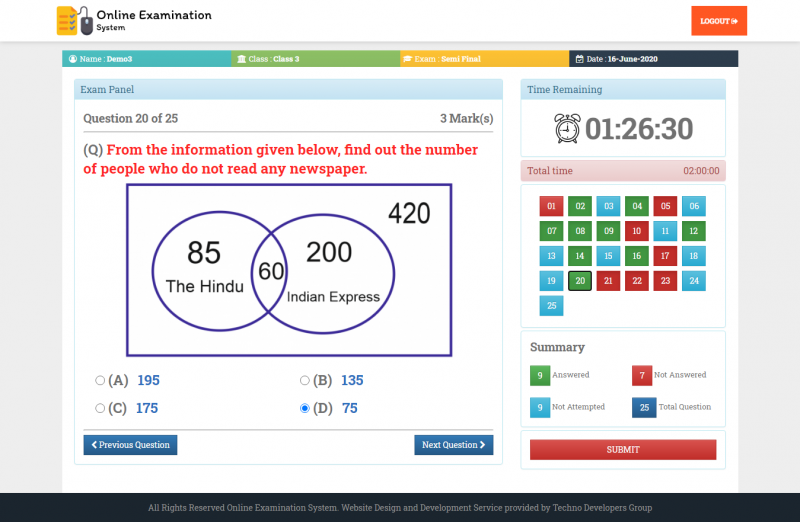 Online Examination
System
LOGOUT
Name : Demo3
Class : Class 3
Exam : Semi Final
Date : 16-June-2020
Exam Panel
Question 20 of 25
3 Mark(s)
(Q) From the information given below, find out the number
of people who do not read any newspaper.
420
85
200
60
The Hindu
Indian Express
(A) 195
(B) 135
(C) 175
(D) 75
Previous Question
Next Question
Time Remaining
01:26:30
Total time
02:00:00
01 02 03 04 05 06
07 08 09 10 11 12
13 14 15 16 17 18
19 20 21 22 23 24
25
Summary
9 Answered
7 Not Answered
9 Not Attempted
25 Total Question
SUBMIT
All Rights Reserved Online Examination System. Website Design and Development Service provided by Techno Developers Group